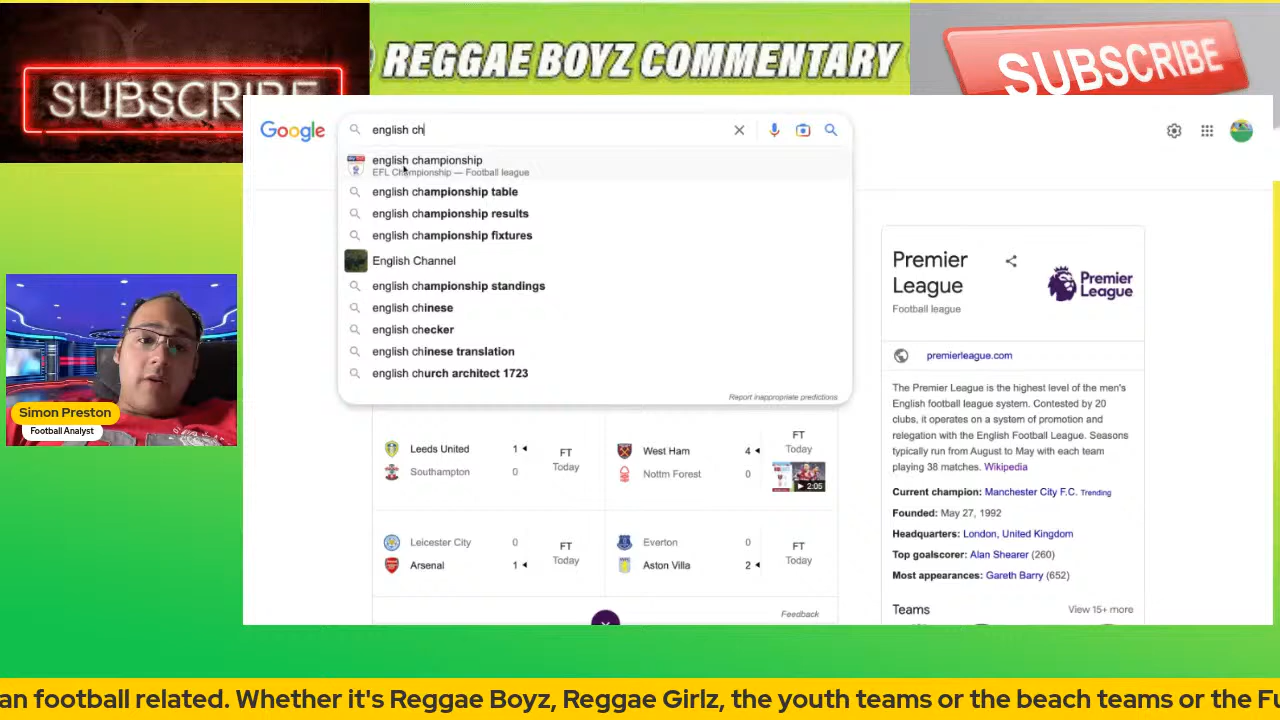 SUBSCRIBE
REGGAE BOYZ COMMENTARY
SUBSCRIBE
Google
english ch
english championship
EFL Championship — Football league
english championship table
english championship results
english championship fixtures
English Channel
english championship standings
english chinese
english checker
english chinese translation
english church architect 1723
Report inappropriate predictions
Leeds United 1
Southampton 0
FT
Today
West Ham 4
Nottm Forest 0
FT
Today
2:05
Leicester City 0
Arsenal 1
FT
Today
Everton 0
Aston Villa 2
FT
Today
Feedback
Premier
League
Football league
Premier
League
premierleague.com
The Premier League is the highest level of the men's
English football league system. Contested by 20
clubs, it operates on a system of promotion and
relegation with the English Football League. Seasons
typically run from August to May with each team
playing 38 matches. Wikipedia
Current champion: Manchester City F.C. Trending
Founded: May 27, 1992
Headquarters: London, United Kingdom
Top goalscorer: Alan Shearer (260)
Most appearances: Gareth Barry (652)
Teams
View 15+ more
Simon Preston
Football Analyst
an football related. Whether it's Reggae Boyz, Reggae Girlz, the youth teams or the beach teams or the Fu